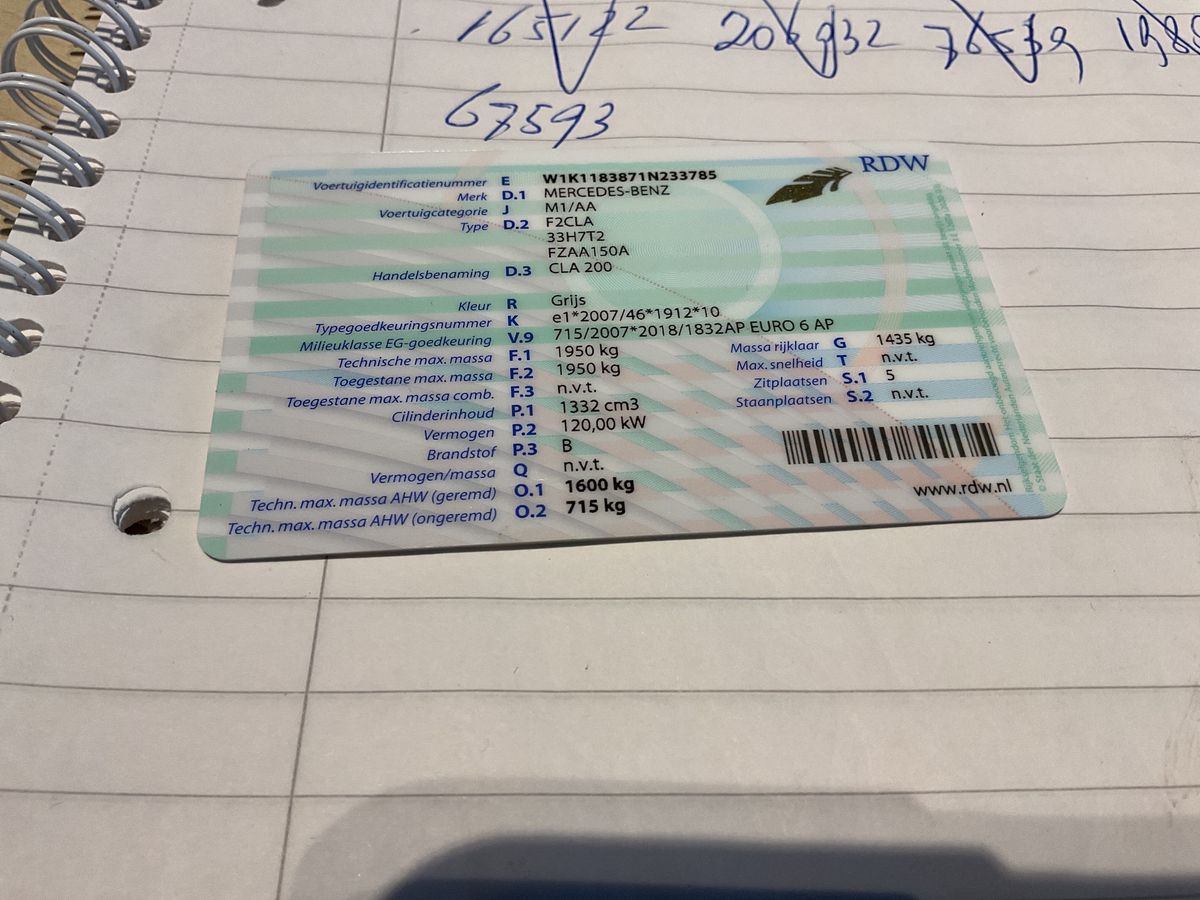 165122 206932 76539 1988
67593
RDW
Voertuigidentificatienummer E W1K1183871N233785
Merk D.1 MERCEDES-BENZ
Voertuigcategorie J M1/AA
Type D.2 F2CLA
33H7T2
FZAA150A
Handelsbenaming D.3 CLA 200
Kleur R Grijs
Typegoedkeuringsnummer K e1*2007/46*1912*10
Milieuklasse EG-goedkeuring V.9 715/2007*2018/1832AP EURO 6 AP
Technische max. massa F.1 1950 kg Massa rijklaar G 1435 kg
Toegestane max. massa F.2 1950 kg Max. snelheid T n.v.t.
Toegestane max. massa comb. F.3 n.v.t. Zitplaatsen S.1 5
Cilinderinhoud P.1 1332 cm3 Staanplaatsen S.2 n.v.t.
Vermogen P.2 120,00 kW
Brandstof P.3 B
Vermogen/massa Q n.v.t.
Techn. max. massa AHW (geremd) O.1 1600 kg
Techn. max. massa AHW (ongeremd) O.2 715 kg
www.rdw.nl